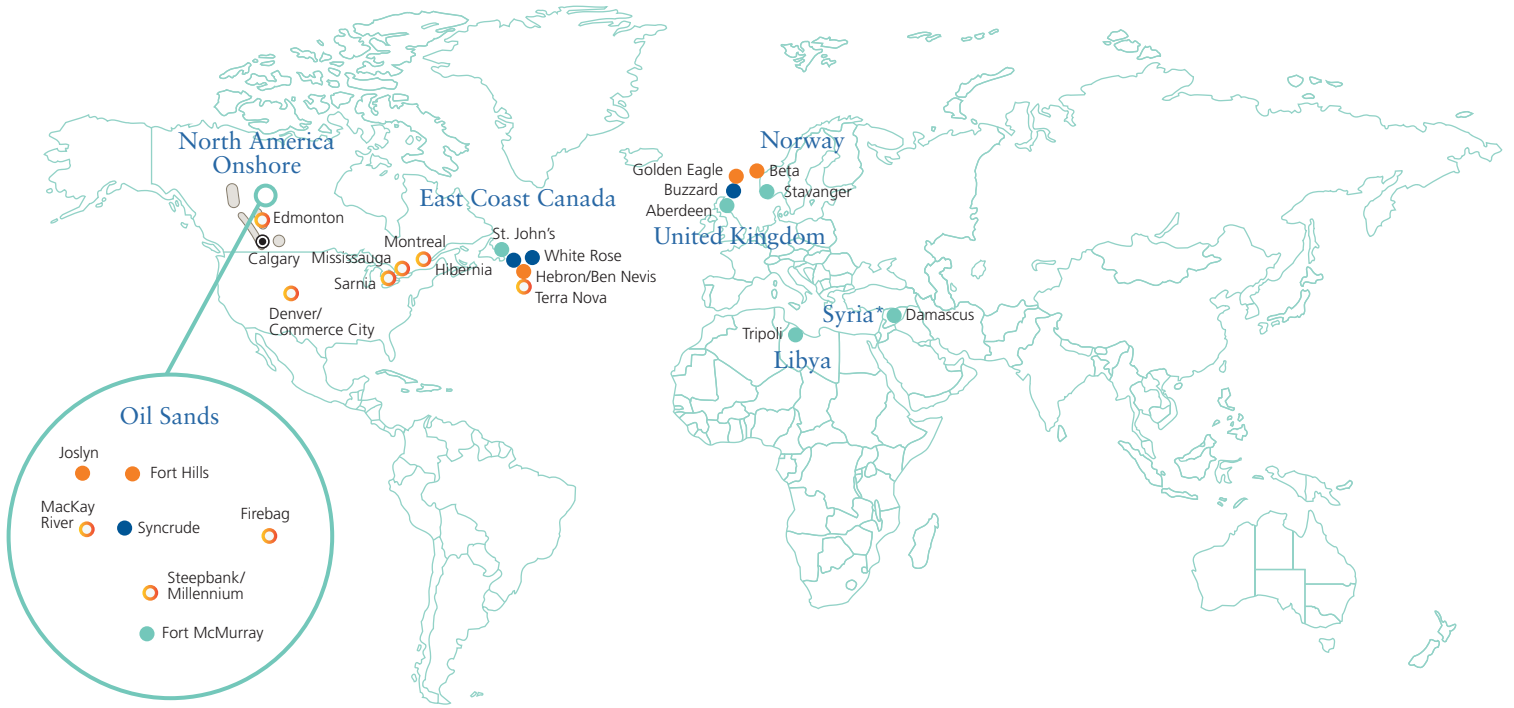 North America
Onshore
Edmonton
Calgary
Mississauga
Montreal
Sarnia
Denver/
Commerce City
East Coast Canada
St. John’s
White Rose
Hibernia
Hebron/Ben Nevis
Terra Nova
Norway
Golden Eagle
Beta
Buzzard
Stavanger
Aberdeen
United Kingdom
Syria*
Damascus
Tripoli
Libya
Oil Sands
Joslyn
Fort Hills
MacKay
River
Syncrude
Firebag
Steepbank/
Millennium
Fort McMurray